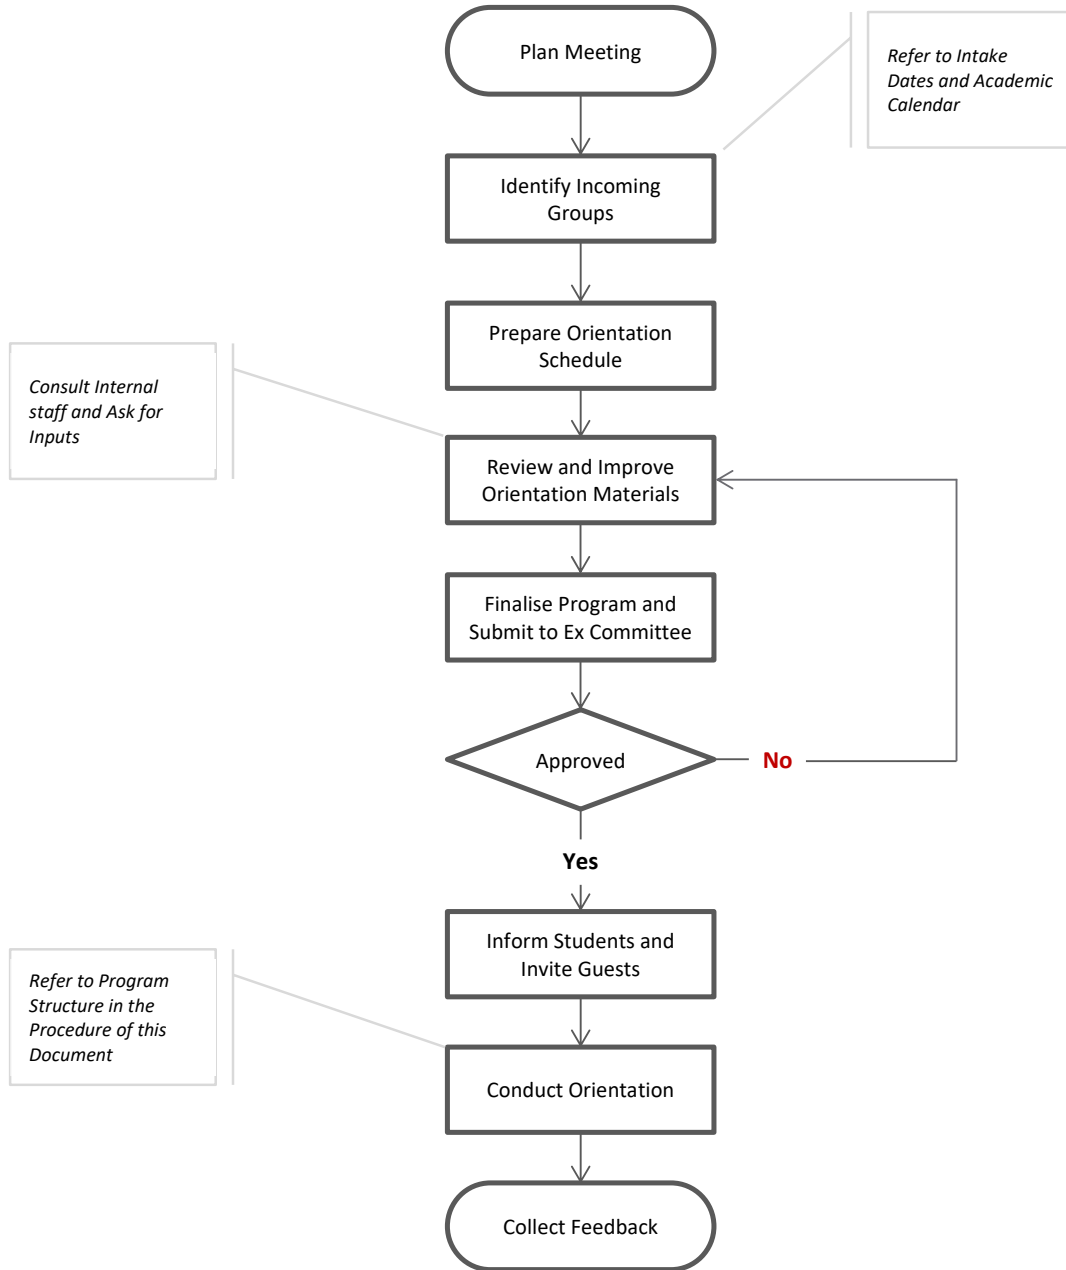 Plan Meeting
Refer to Intake
Dates and Academic
Calendar
Identify Incoming
Groups
Prepare Orientation
Schedule
Consult Internal
staff and Ask for
Inputs
Review and Improve
Orientation Materials
Finalise Program and
Submit to Ex Committee
Approved
No
Yes
Inform Students and
Invite Guests
Refer to Program
Structure in the
Procedure of this
Document
Conduct Orientation
Collect Feedback